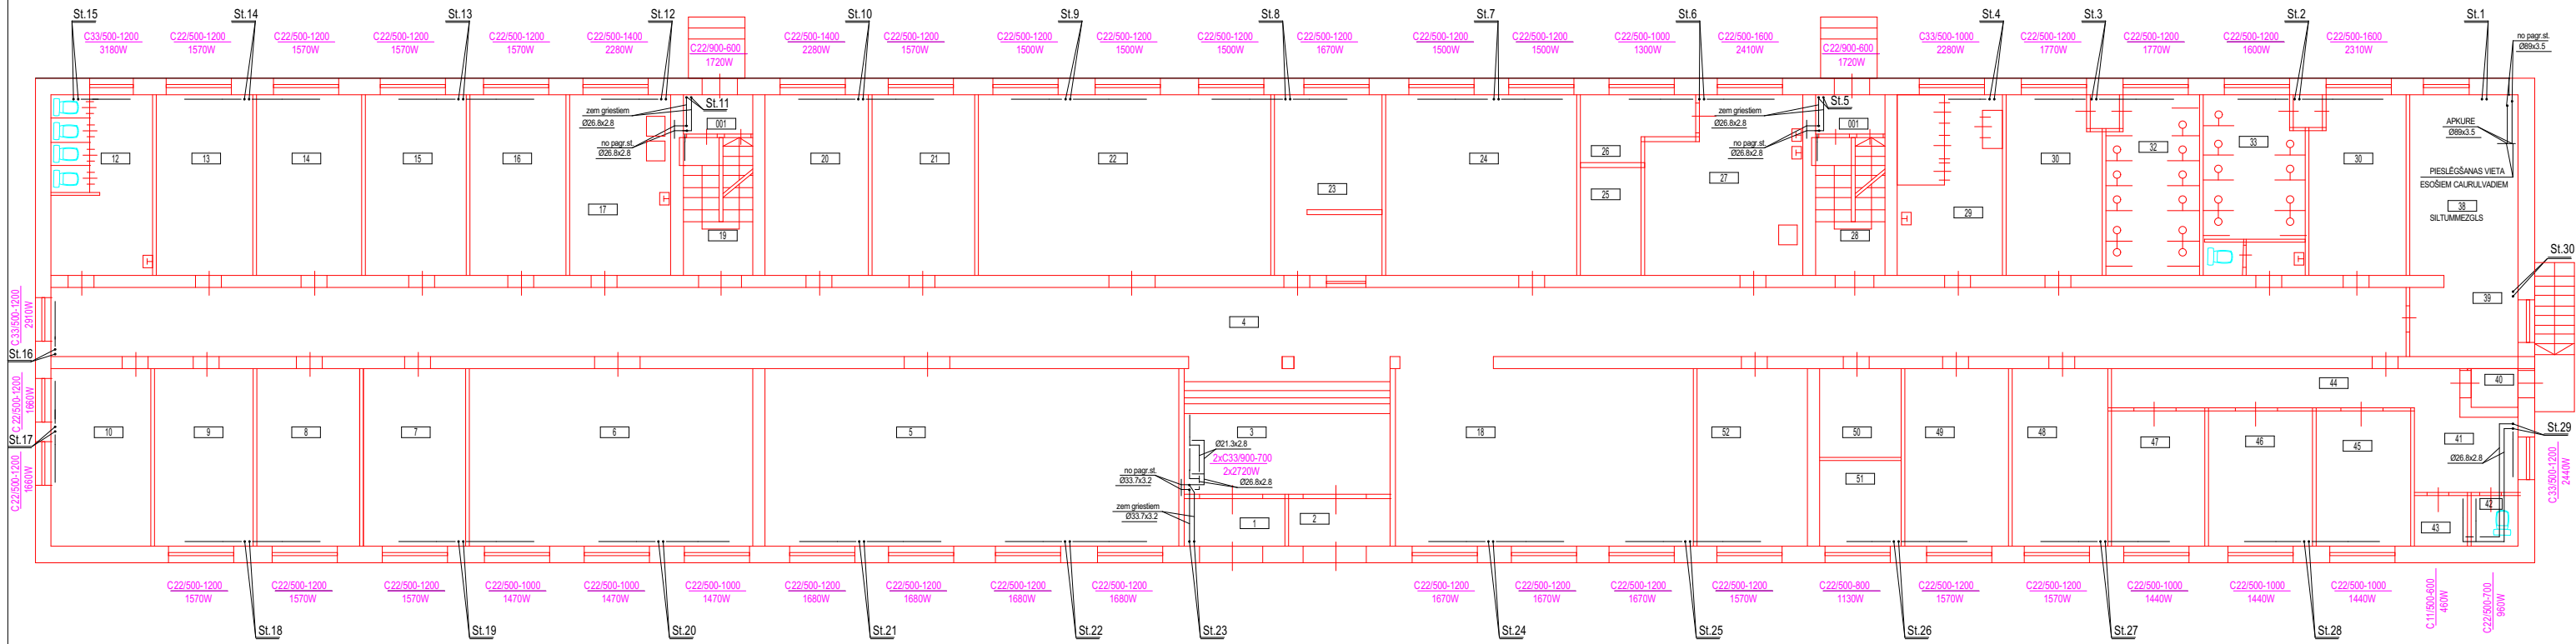 St.15
St.14
St.13
St.12
St.10
St.9
St.8
St.7
St.6
St.4
St.3
St.2
St.1
C33/500-1200
3180W
C22/500-1200
1570W
C22/500-1200
1570W
C22/500-1200
1570W
C22/500-1200
1570W
C22/500-1400
2280W
C22/900-600
1720W
C22/500-1400
2280W
C22/500-1200
1570W
C22/500-1200
1500W
C22/500-1200
1500W
C22/500-1200
1500W
C22/500-1200
1670W
C22/500-1200
1500W
C22/500-1200
1500W
C22/500-1000
1300W
C22/500-1600
2410W
C22/900-600
1720W
C33/500-1000
2280W
C22/500-1200
1770W
C22/500-1200
1770W
C22/500-1200
1600W
C22/500-1600
2310W
no pagr.st.
Ø89x3.5
zem griestiem
Ø26.8x2.8
no pagr.st.
Ø26.8x2.8
St.11
001
zem griestiem
Ø26.8x2.8
no pagr.st.
Ø26.8x2.8
St.5
001
APKURE
Ø89x3.5
PIESLĒGŠANAS VIETA
ESOŠIEM CAURULVADIEM
38
SILTUMMEZGLS
12
13
14
15
16
17
19
20
21
22
23
24
26
25
27
28
29
30
32
33
30
St.30
39
4
C33/500-1200
2910W
St.16
C22/500-1200
1660W
St.17
C22/500-1200
1660W
10
9
8
7
6
5
3
18
52
50
51
49
48
47
46
45
44
40
41
42
43
1
2
Ø21.3x2.8
2xC33/900-700
2x2720W
Ø26.8x2.8
no pagr.st.
Ø33.7x3.2
zem griestiem
Ø33.7x3.2
St.29
Ø26.8x2.8
C33/500-1200
2440W
C22/500-1200
1570W
C22/500-1200
1570W
C22/500-1200
1570W
C22/500-1000
1470W
C22/500-1000
1470W
C22/500-1000
1470W
C22/500-1200
1680W
C22/500-1200
1680W
C22/500-1200
1680W
C22/500-1200
1680W
C22/500-1200
1670W
C22/500-1200
1670W
C22/500-1200
1670W
C22/500-1200
1570W
C22/500-800
1130W
C22/500-1200
1570W
C22/500-1200
1570W
C22/500-1000
1440W
C22/500-1000
1440W
C22/500-1000
1440W
C11/500-600
460W
C22/500-700
960W
St.18
St.19
St.20
St.21
St.22
St.23
St.24
St.25
St.26
St.27
St.28